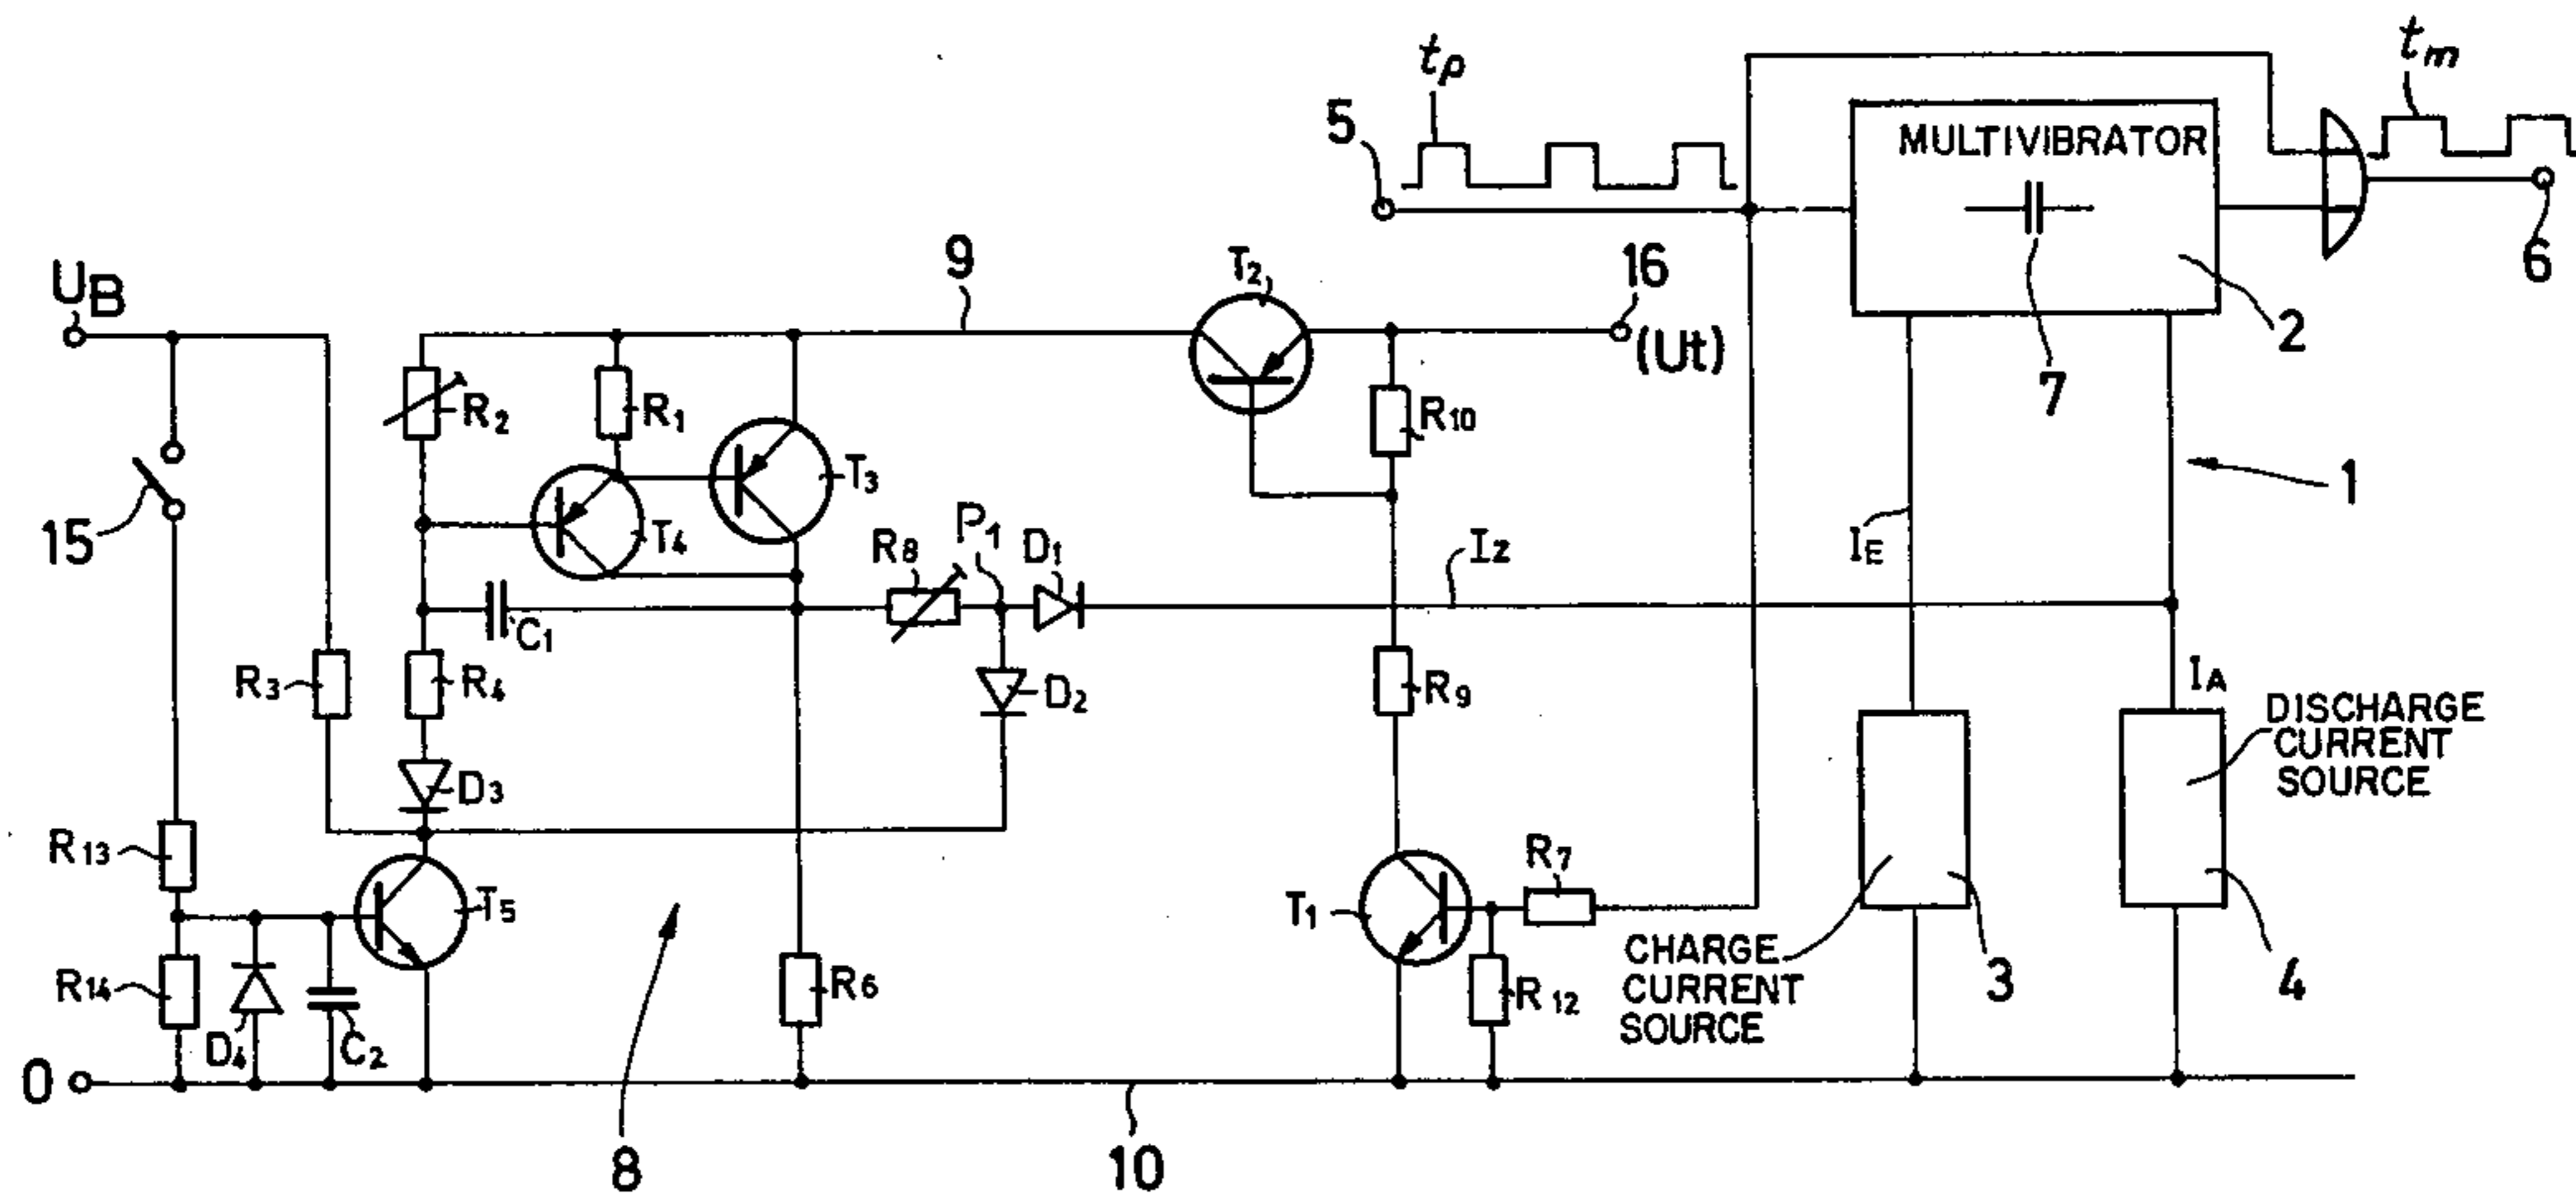 tp
tm
5
MULTIVIBRATOR
UB
9
T2
16
(Ut)
7
2
6
R2
R1
T3
R10
15
T4
R8
P1
D1
Iz
IE
1
C1
R3
R4
D2
R9
IA
DISCHARGE
CURRENT
SOURCE
D3
R13
T5
R7
T1
R14
D4
C2
R6
R12
CHARGE
CURRENT
SOURCE
3
4
0
8
10